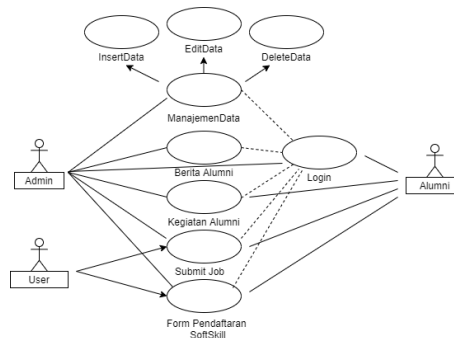 EditData
InsertData
DeleteData
ManajemenData
Berita Alumni
Login
Admin
Alumni
Kegiatan Alumni
Submit Job
User
Form Pendaftaran
SoftSkill